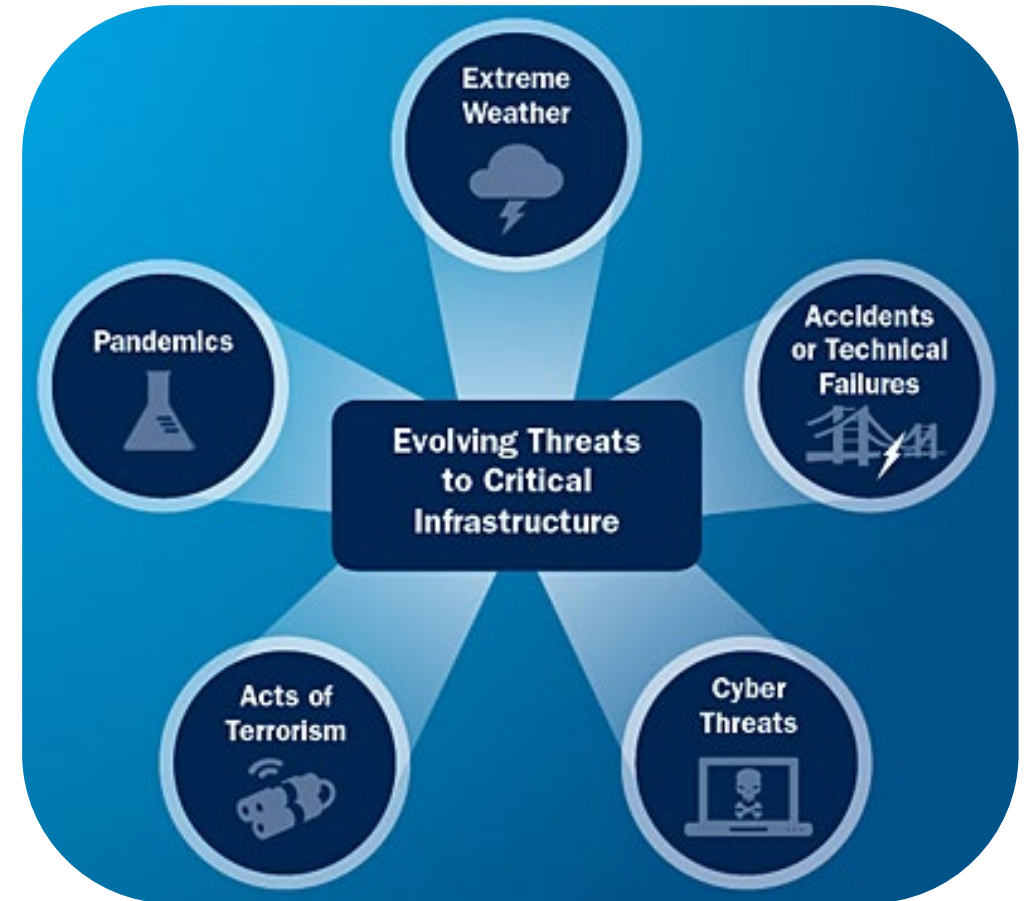 Extreme
Weather
Accidents
or Technical
Failures
Pandemics
Evolving Threats
to Critical
Infrastructure
Acts of
Terrorism
Cyber
Threats